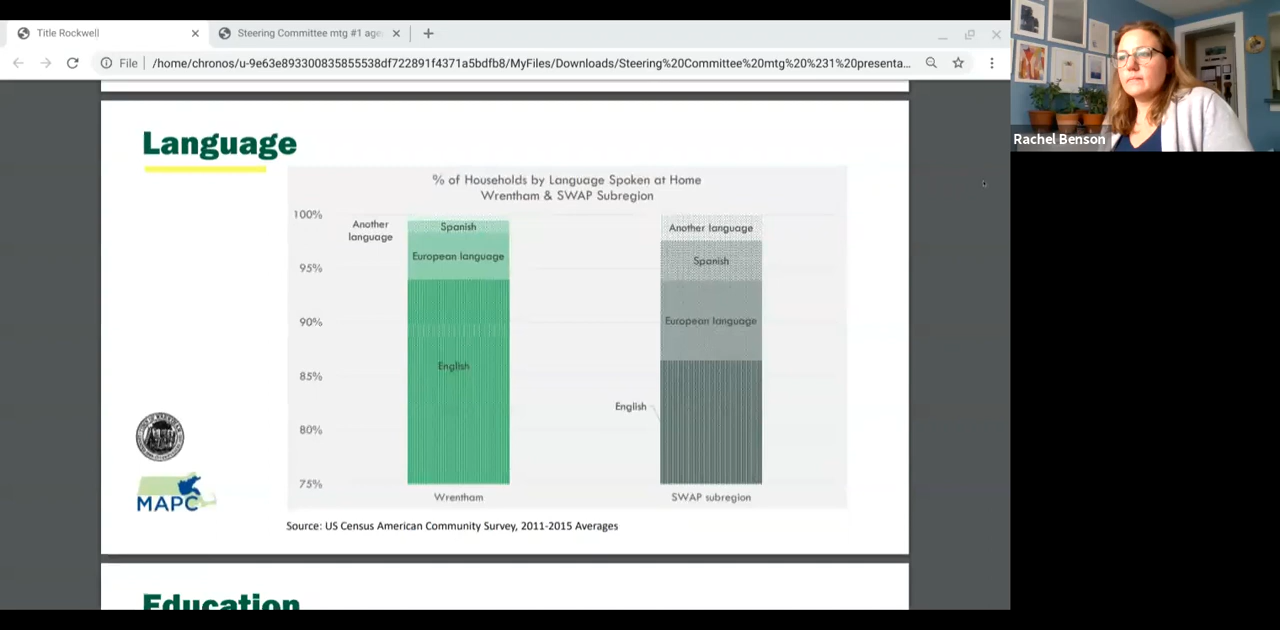 Title Rockwell
Steering Committee mtg #1 age
File
/home/chronos/u-9e63e893300835855538df722891f4371a5bdfb8/MyFiles/Downloads/Steering%20Committee%20mtg%20%231%20presenta...
Rachel Benson
Language
% of Households by Language Spoken at Home
Wrentham & SWAP Subregion
100%
95%
90%
85%
80%
75%
Another
language
Spanish
European language
English
Wrentham
Another language
Spanish
European language
English
SWAP subregion
MAPC
Source: US Census American Community Survey, 2011-2015 Averages
Education